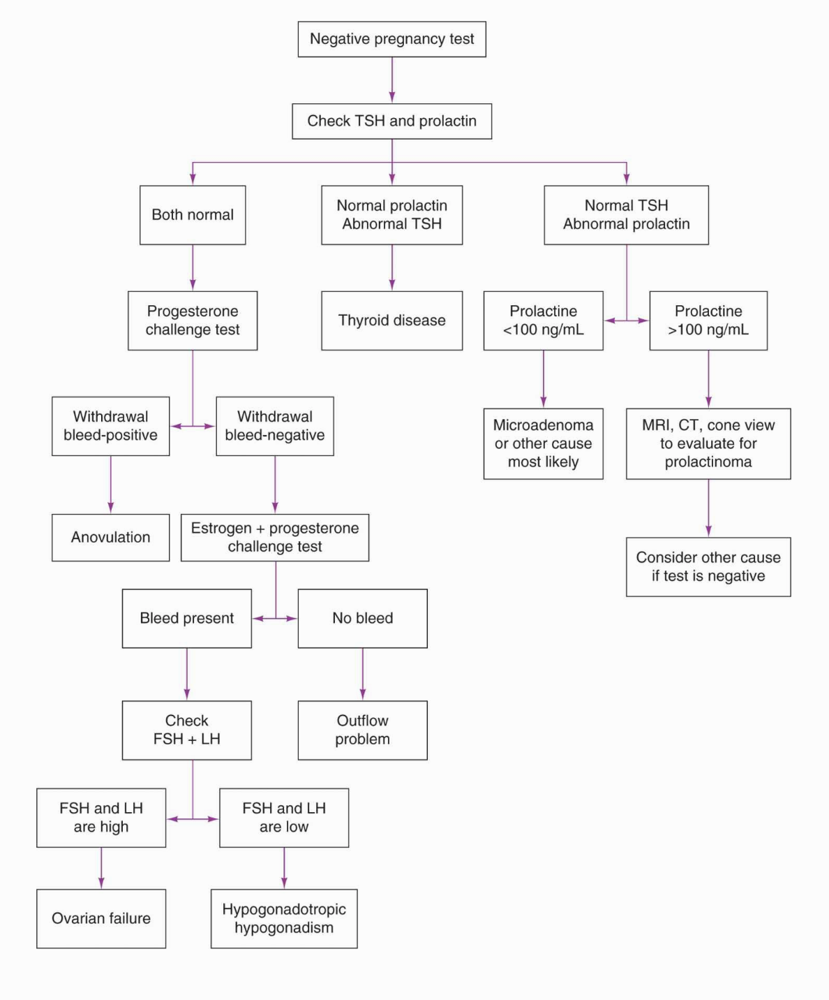 Negative pregnancy test
Check TSH and prolactin
Both normal
Normal prolactin
Abnormal TSH
Normal TSH
Abnormal prolactin
Progesterone
challenge test
Thyroid disease
Prolactine
<100 ng/mL
Prolactine
>100 ng/mL
Withdrawal
bleed-positive
Withdrawal
bleed-negative
Microadenoma
or other cause
most likely
MRI, CT, cone view
to evaluate for
prolactinoma
Anovulation
Estrogen + progesterone
challenge test
Consider other cause
if test is negative
Bleed present
No bleed
Check
FSH + LH
Outflow
problem
FSH and LH
are high
FSH and LH
are low
Ovarian failure
Hypogonadotropic
hypogonadism